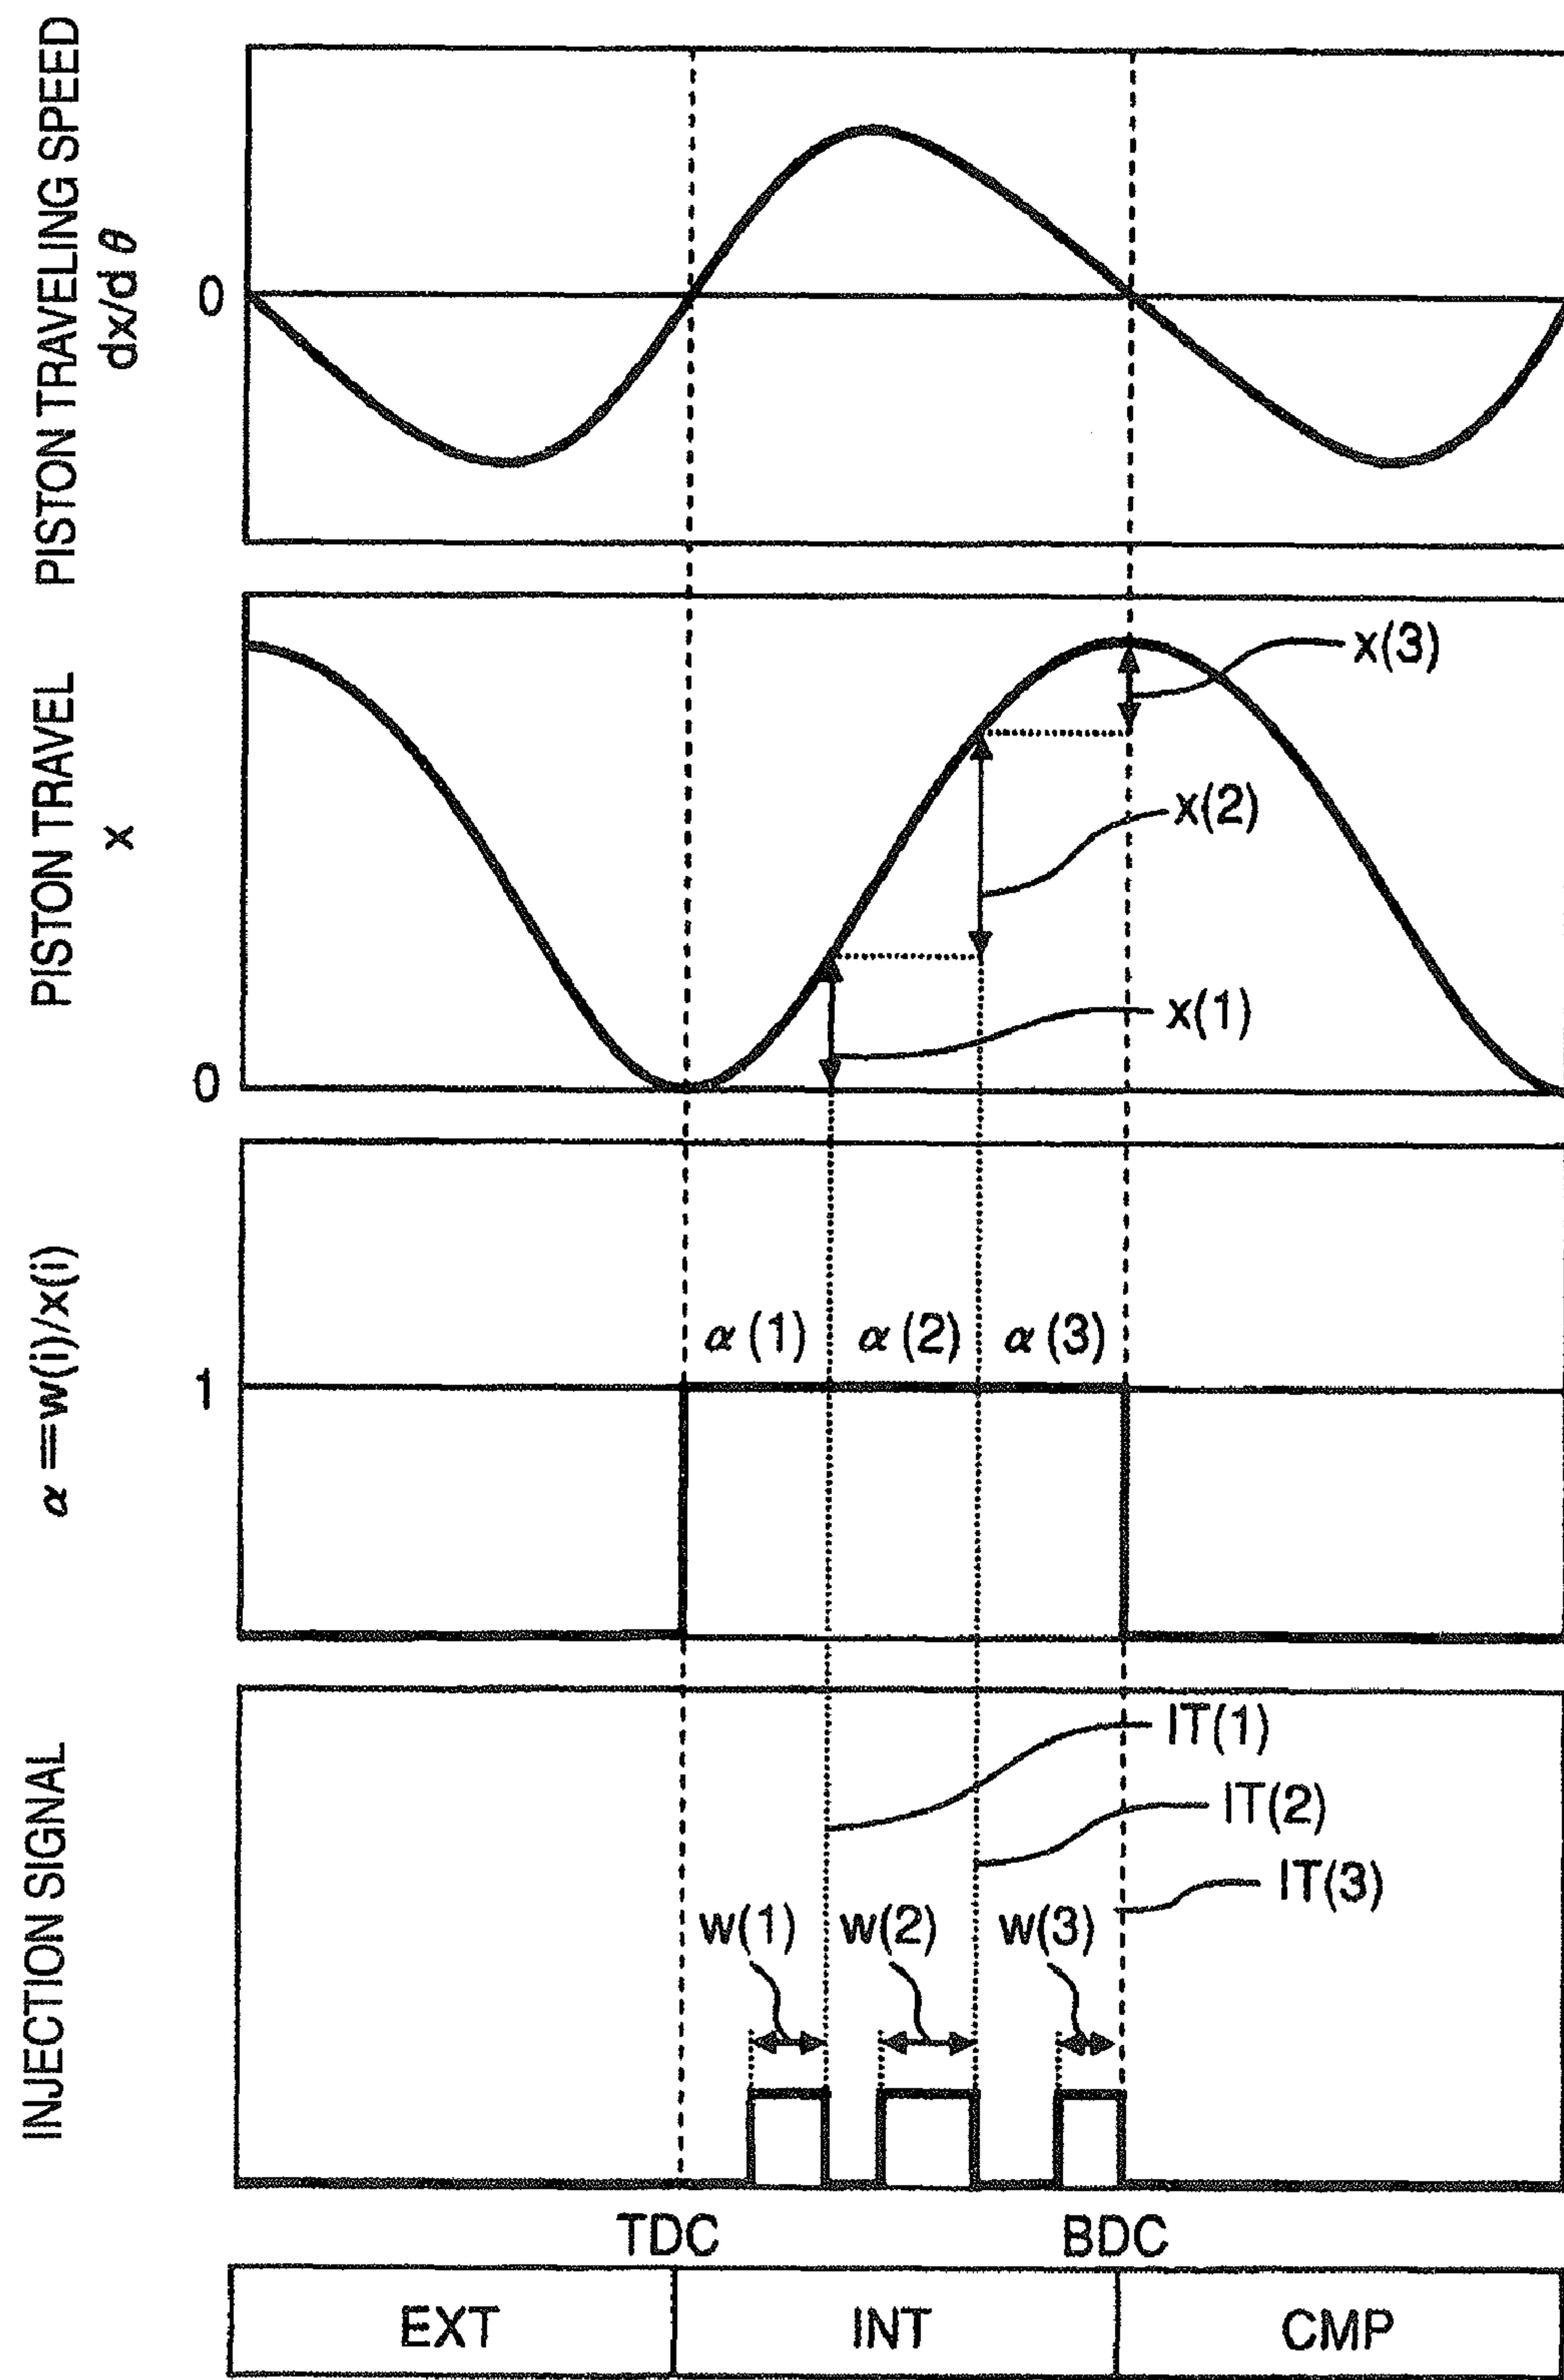 PISTON TRAVELING SPEED
dx/d θ
0
PISTON TRAVEL
x
0
x(3)
x(2)
x(1)
α =w(i)/x(i)
1
α (1)
α (2)
α (3)
INJECTION SIGNAL
IT(1)
IT(2)
IT(3)
w(1)
w(2)
w(3)
TDC
BDC
EXT
INT
CMP